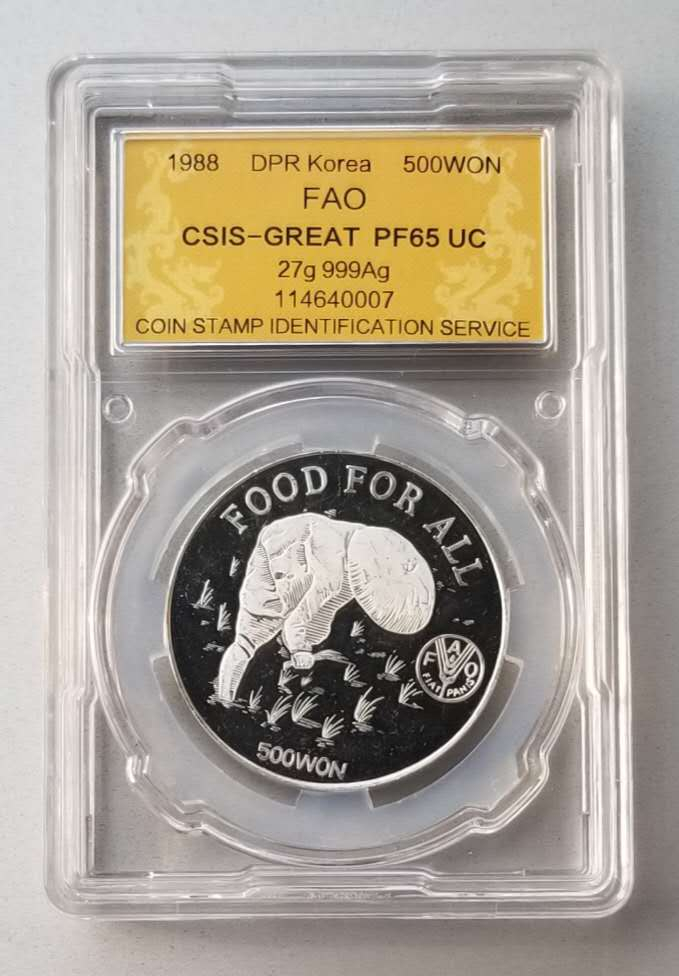 1988 DPR Korea 500WON
FAO
CSIS-GREAT PF65 UC
27g 999Ag
114640007
COIN STAMP IDENTIFICATION SERVICE
FOOD FOR ALL
F A O
FIAT PANIS
500WON